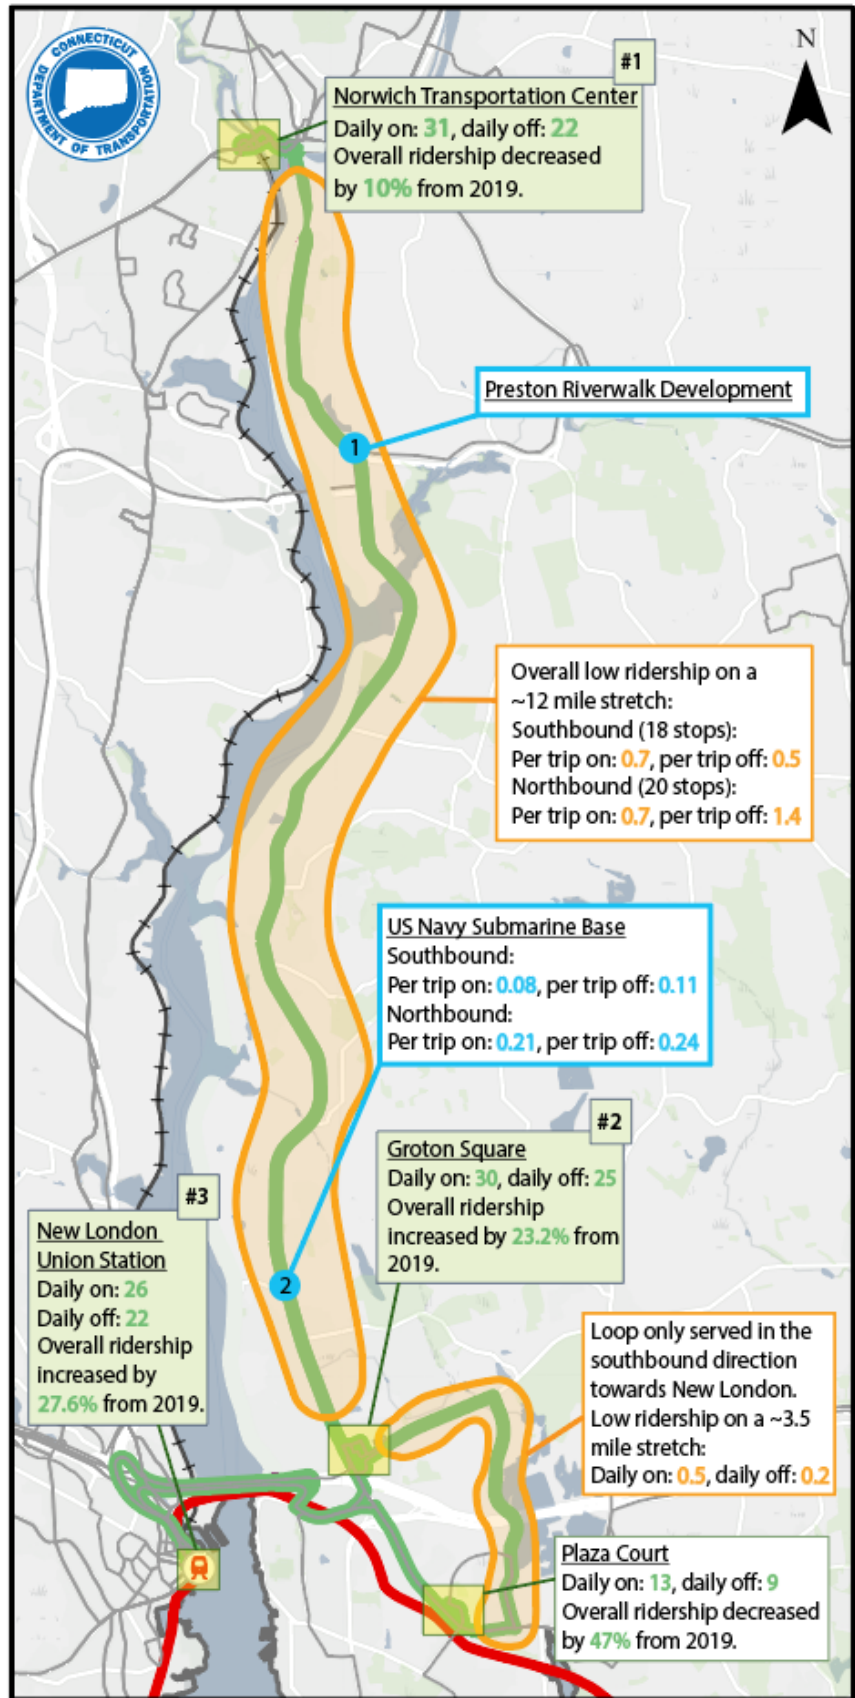 CONNECTICUT
DEPARTMENT OF TRANSPORTATION
N
#1
Norwich Transportation Center
Daily on: 31, daily off: 22
Overall ridership decreased
by 10% from 2019.
Preston Riverwalk Development
1
Overall low ridership on a
~12 mile stretch:
Southbound (18 stops):
Per trip on: 0.7, per trip off: 0.5
Northbound (20 stops):
Per trip on: 0.7, per trip off: 1.4
US Navy Submarine Base
Southbound:
Per trip on: 0.08, per trip off: 0.11
Northbound:
Per trip on: 0.21, per trip off: 0.24
#2
Groton Square
Daily on: 30, daily off: 25
Overall ridership
increased by 23.2% from
2019.
#3
New London
Union Station
Daily on: 26
Daily off: 22
Overall ridership
increased by
27.6% from 2019.
2
Loop only served in the
southbound direction
towards New London.
Low ridership on a ~3.5
mile stretch:
Daily on: 0.5, daily off: 0.2
Plaza Court
Daily on: 13, daily off: 9
Overall ridership decreased
by 47% from 2019.